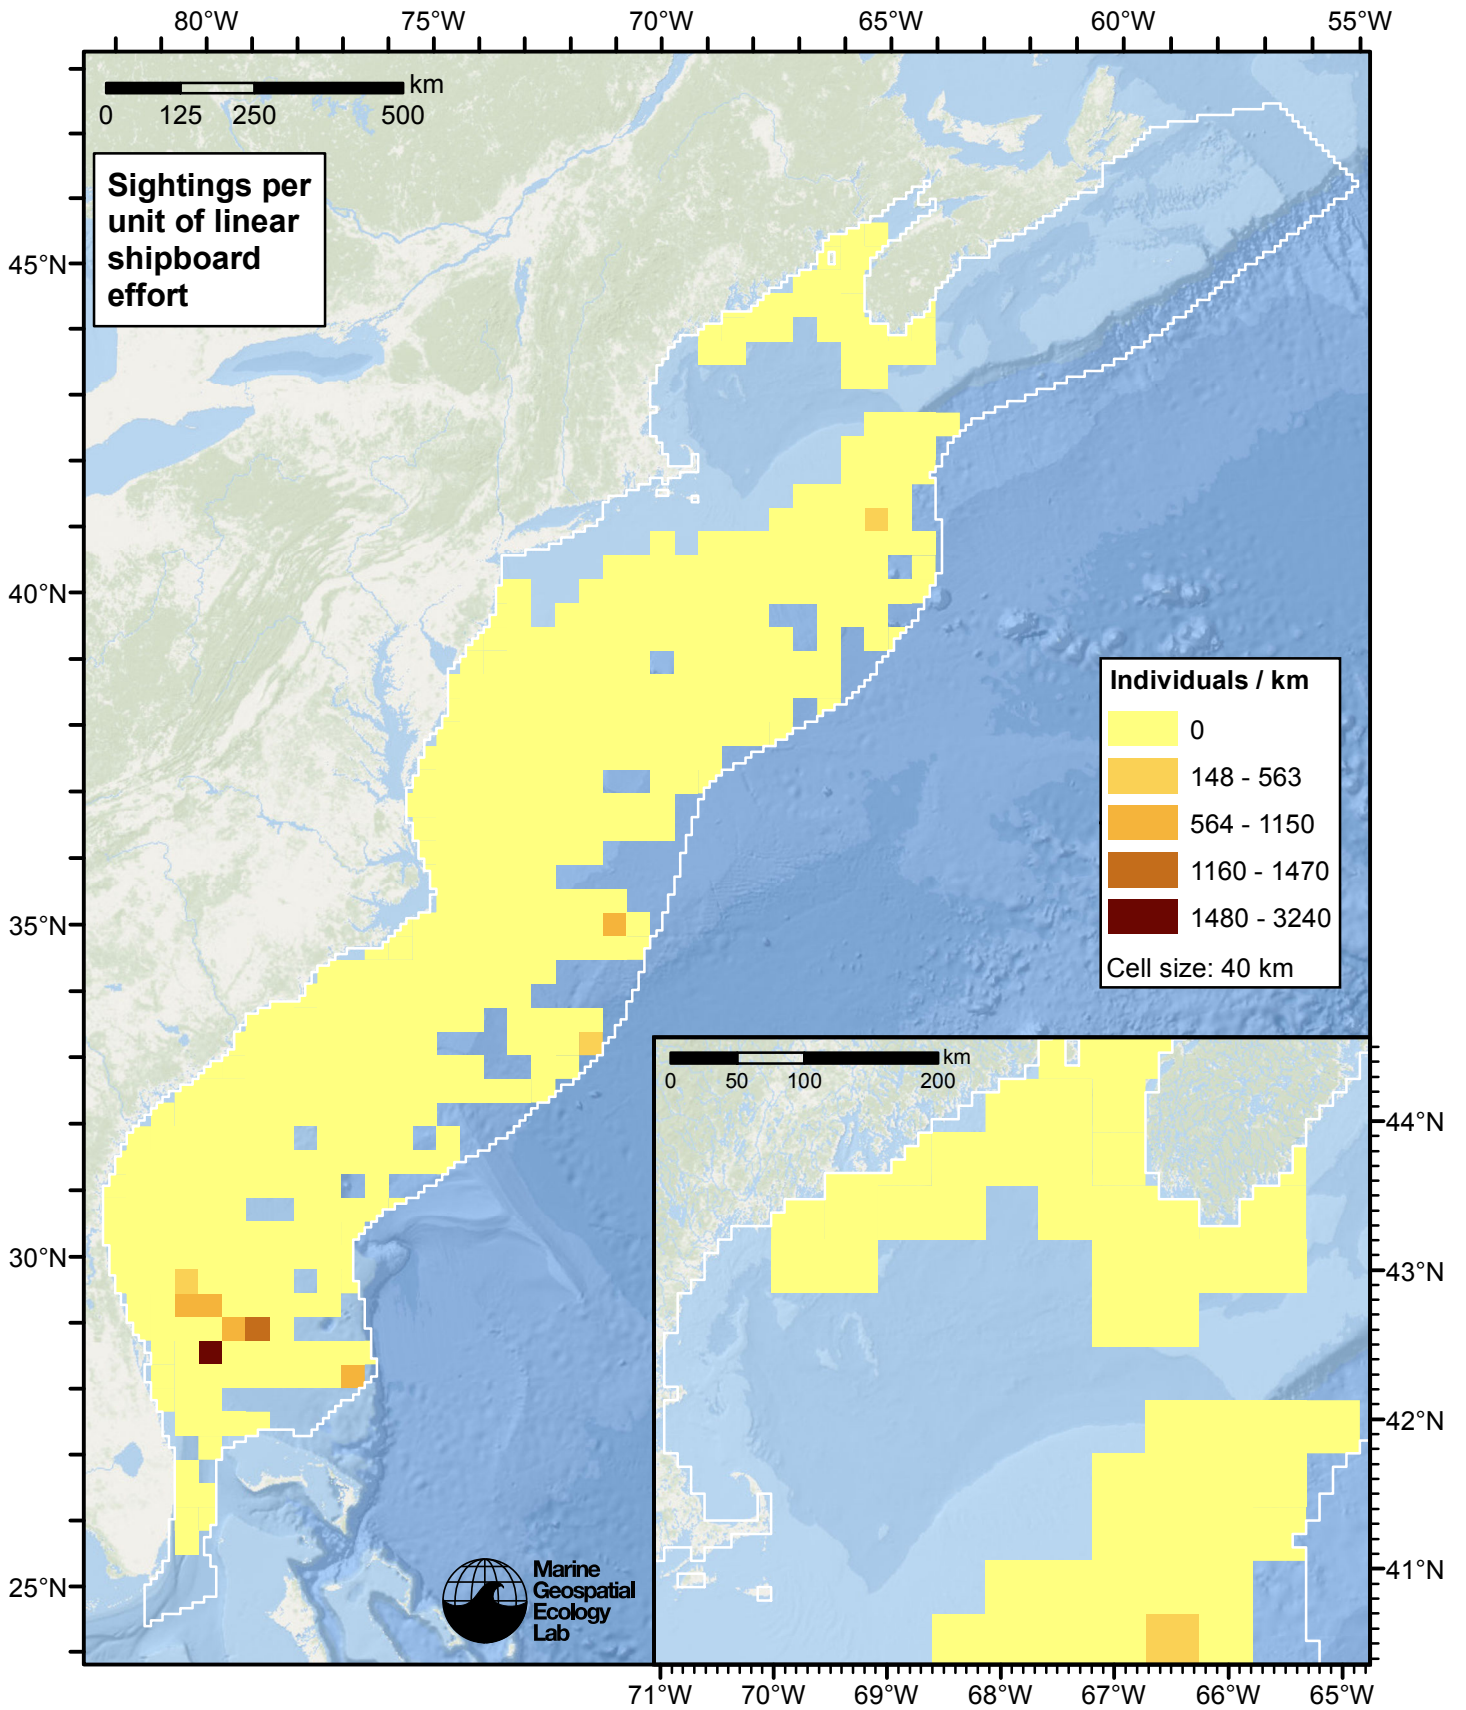 80°W 75°W 70°W 65°W 60°W 55°W
km
0 125 250 500
Sightings per
unit of linear
shipboard
effort
45°N
40°N
35°N
30°N
25°N
Individuals / km
0
148 - 563
564 - 1150
1160 - 1470
1480 - 3240
Cell size: 40 km
km
0 50 100 200
44°N
43°N
42°N
41°N
Marine
Geospatial
Ecology
Lab
71°W 70°W 69°W 68°W 67°W 66°W 65°W